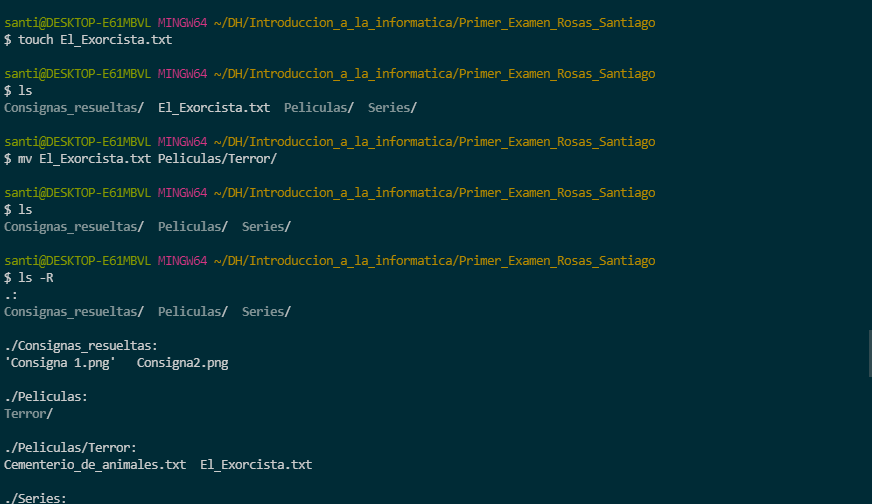 santi@DESKTOP-E61MBVL MINGW64 ~/DH/Introduccion_a_la_informatica/Primer_Examen_Rosas_Santiago
$ touch El_Exorcista.txt
santi@DESKTOP-E61MBVL MINGW64 ~/DH/Introduccion_a_la_informatica/Primer_Examen_Rosas_Santiago
$ ls
Consignas_resueltas/  El_Exorcista.txt  Peliculas/  Series/
santi@DESKTOP-E61MBVL MINGW64 ~/DH/Introduccion_a_la_informatica/Primer_Examen_Rosas_Santiago
$ mv El_Exorcista.txt Peliculas/Terror/
santi@DESKTOP-E61MBVL MINGW64 ~/DH/Introduccion_a_la_informatica/Primer_Examen_Rosas_Santiago
$ ls
Consignas_resueltas/  Peliculas/  Series/
santi@DESKTOP-E61MBVL MINGW64 ~/DH/Introduccion_a_la_informatica/Primer_Examen_Rosas_Santiago
$ ls -R
.:
Consignas_resueltas/  Peliculas/  Series/
./Consignas_resueltas:
'Consigna 1.png'   Consigna2.png
./Peliculas:
Terror/
./Peliculas/Terror:
Cementerio_de_animales.txt  El_Exorcista.txt
./Series: